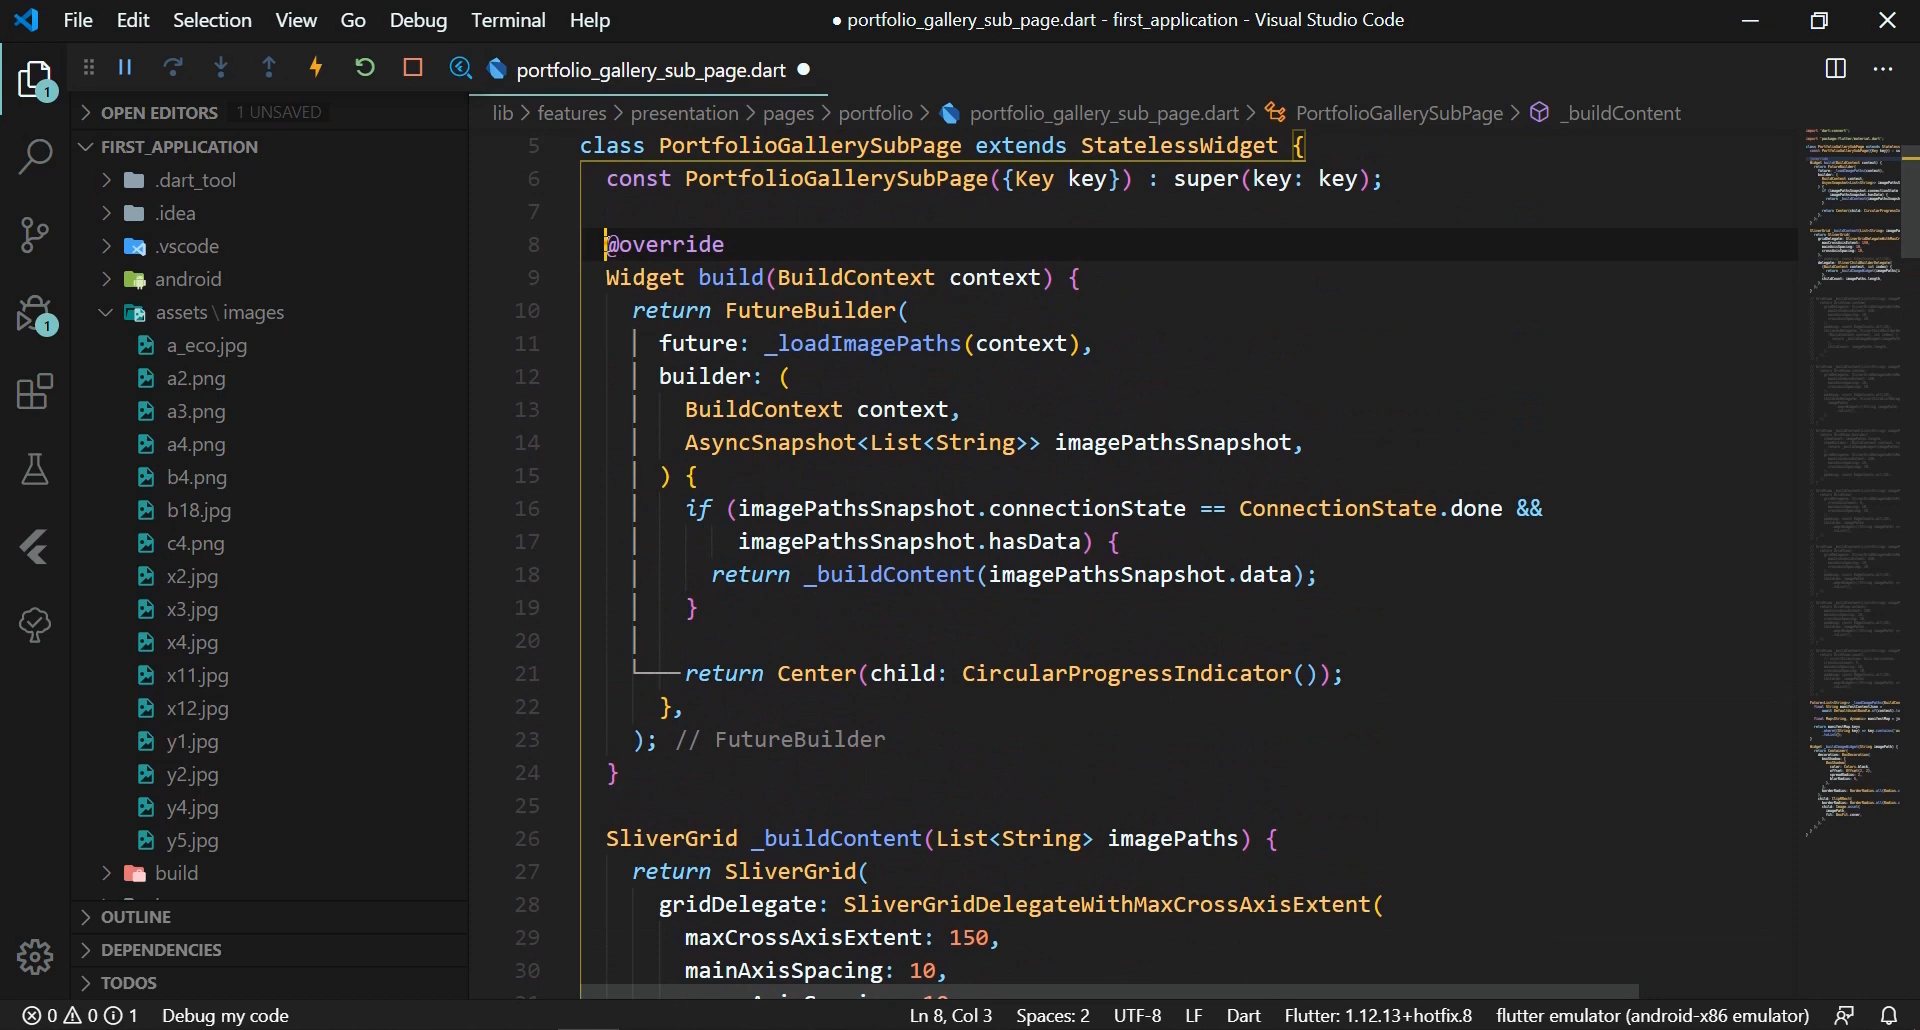 File Edit Selection View Go Debug Terminal Help
● portfolio_gallery_sub_page.dart - first_application - Visual Studio Code
portfolio_gallery_sub_page.dart ●
OPEN EDITORS 1 UNSAVED
FIRST_APPLICATION
.dart_tool
.idea
.vscode
android
assets \ images
a_eco.jpg
a2.png
a3.png
a4.png
b4.png
b18.jpg
c4.png
x2.jpg
x3.jpg
x4.jpg
x11.jpg
x12.jpg
y1.jpg
y2.jpg
y4.jpg
y5.jpg
build
OUTLINE
DEPENDENCIES
TODOS
1
1
lib > features > presentation > pages > portfolio > portfolio_gallery_sub_page.dart > PortfolioGallerySubPage > _buildContent
5 class PortfolioGallerySubPage extends StatelessWidget {
6 const PortfolioGallerySubPage({Key key}) : super(key: key);
7
8 @override
9 Widget build(BuildContext context) {
10 return FutureBuilder(
11 future: _loadImagePaths(context),
12 builder: (
13 BuildContext context,
14 AsyncSnapshot<List<String>> imagePathsSnapshot,
15 ) {
16 if (imagePathsSnapshot.connectionState == ConnectionState.done &&
17 imagePathsSnapshot.hasData) {
18 return _buildContent(imagePathsSnapshot.data);
19 }
20
21 return Center(child: CircularProgressIndicator());
22 },
23 ); // FutureBuilder
24 }
25
26 SliverGrid _buildContent(List<String> imagePaths) {
27 return SliverGrid(
28 gridDelegate: SliverGridDelegateWithMaxCrossAxisExtent(
29 maxCrossAxisExtent: 150,
30 mainAxisSpacing: 10,
0 0 1 Debug my code
Ln 8, Col 3 Spaces: 2 UTF-8 LF Dart Flutter: 1.12.13+hotfix.8 flutter emulator (android-x86 emulator)